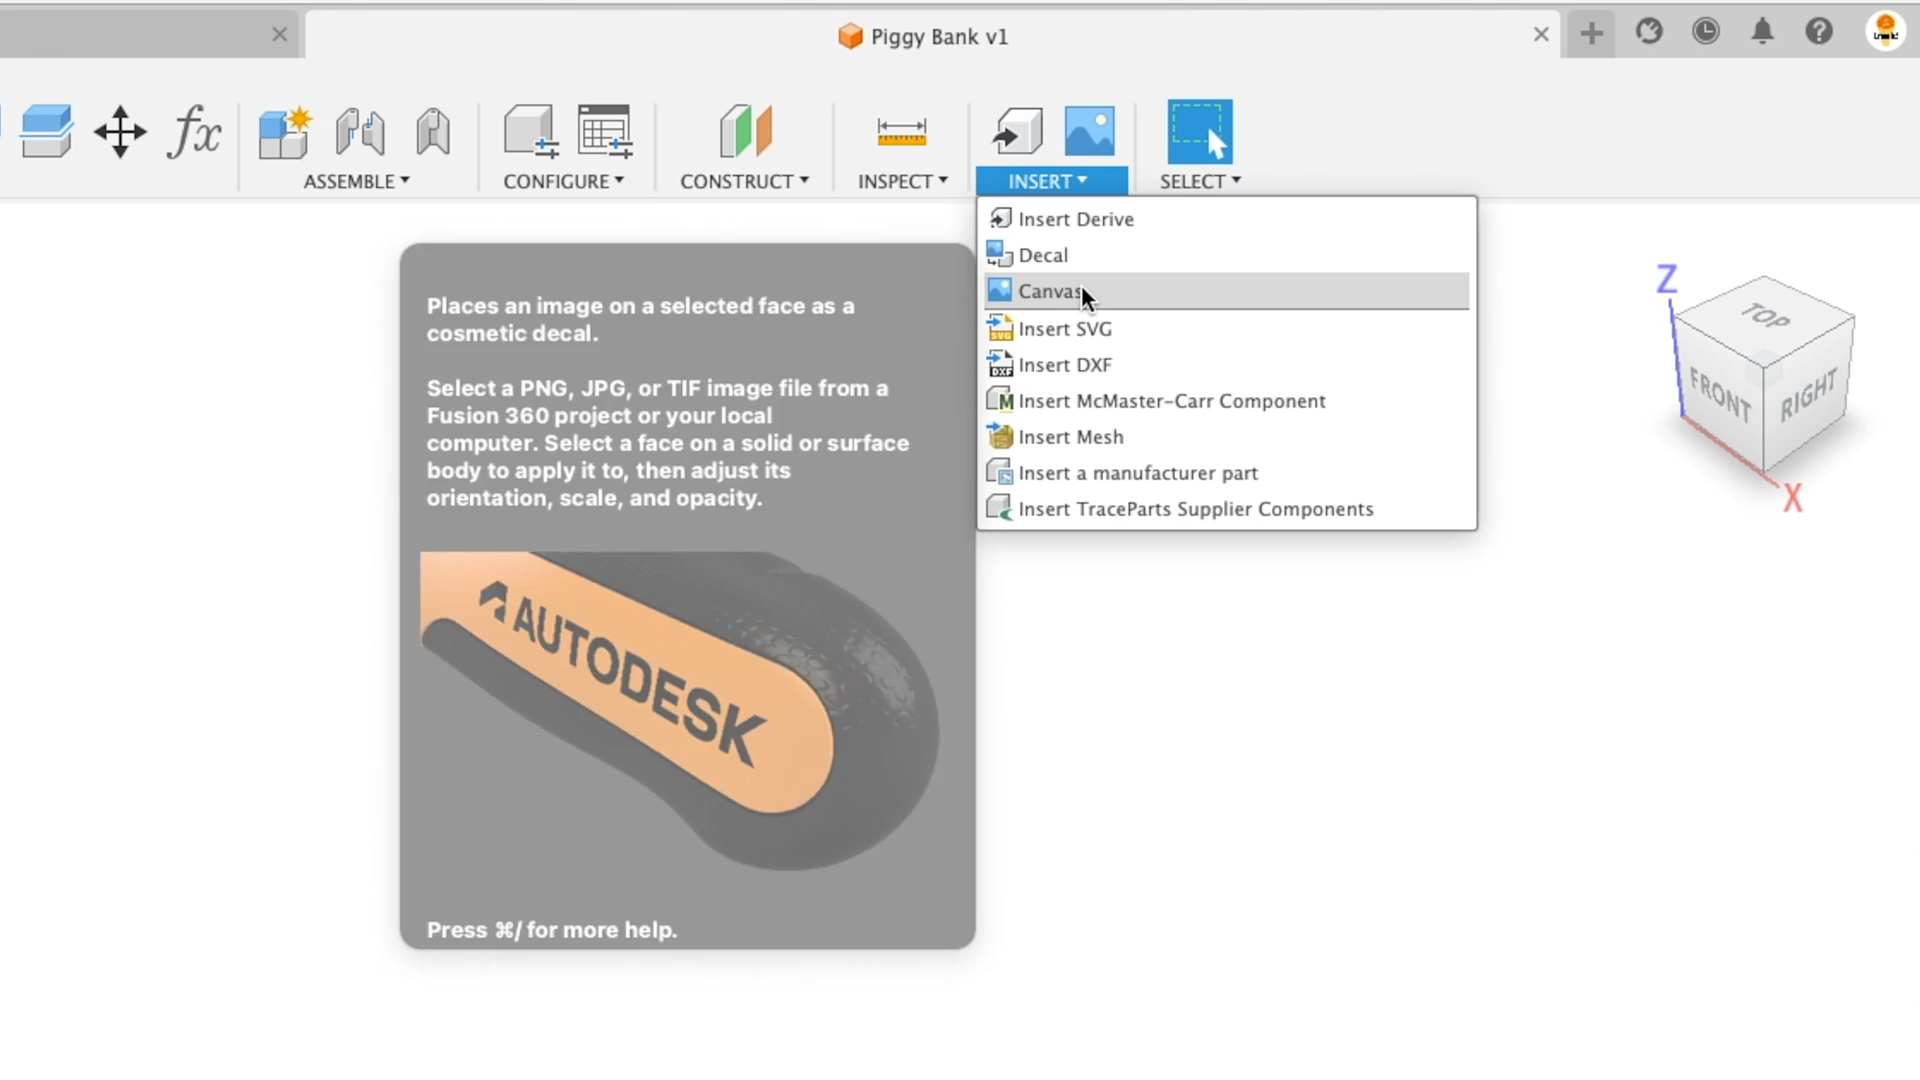 Piggy Bank v1
fx
ASSEMBLE
CONFIGURE
CONSTRUCT
INSPECT
INSERT
SELECT
Insert Derive
Decal
Canvas
Insert SVG
Insert DXF
Insert McMaster-Carr Component
Insert Mesh
Insert a manufacturer part
Insert TraceParts Supplier Components
Places an image on a selected face as a
cosmetic decal.
Select a PNG, JPG, or TIF image file from a
Fusion 360 project or your local
computer. Select a face on a solid or surface
body to apply it to, then adjust its
orientation, scale, and opacity.
AUTODESK
Press ⌘/ for more help.
Z
TOP
FRONT
RIGHT
X